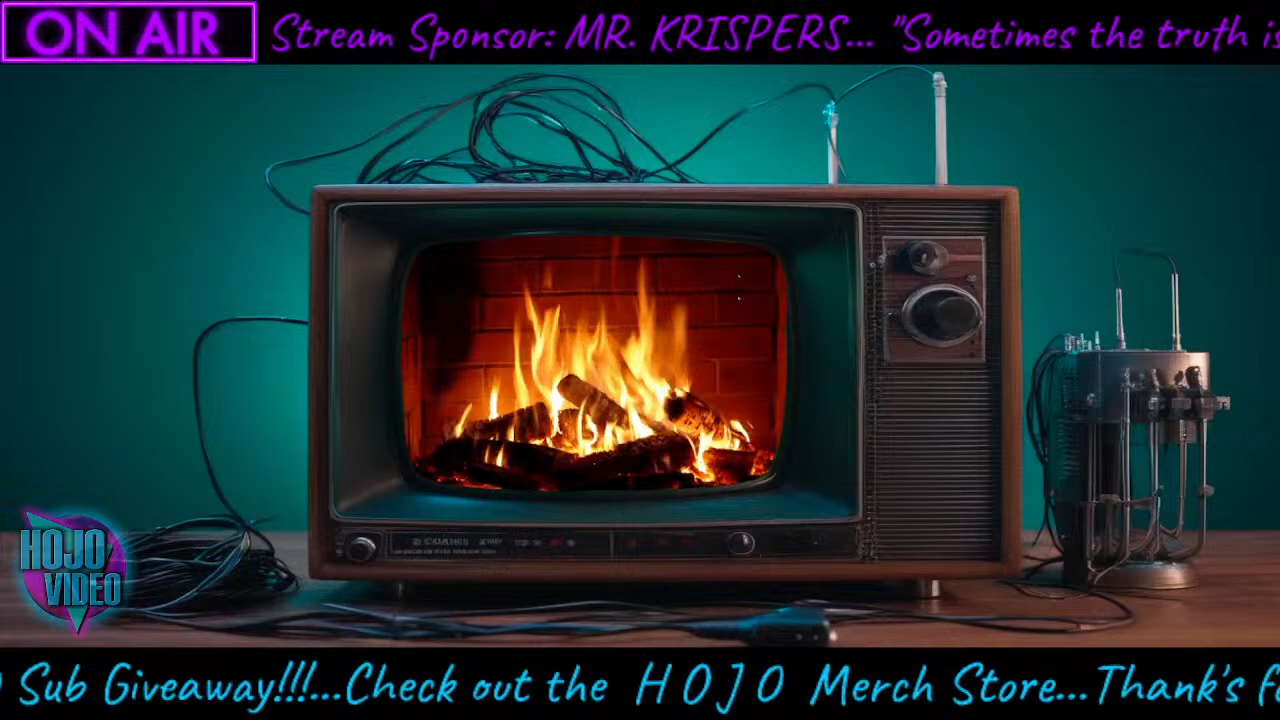 ON AIR
Stream Sponsor: MR. KRISPERS... "Sometimes the truth is
HOJO
VIDEO
Sub Giveaway!!!...Check out the H O J O Merch Store...Thank's f